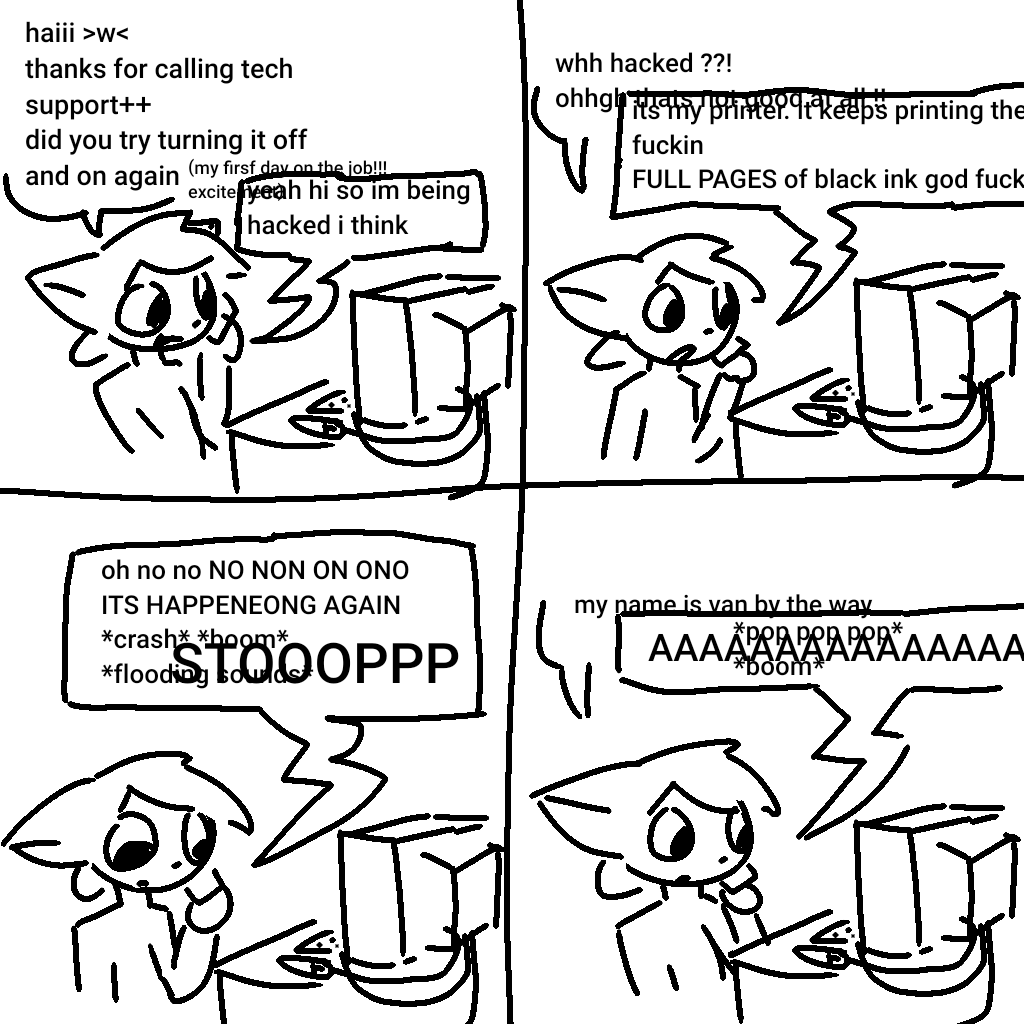 haiii >w<
thanks for calling tech
support++
did you try turning it off
and on again
(my firsf day on the job!!!
excitement)
yeah hi so im being
hacked i think
whh hacked ??!
ohhgh thats not good at all !!
its my printer. it keeps printing the
fuckin
FULL PAGES of black ink god fuck
oh no no NO NON ON ONO
ITS HAPPENEONG AGAIN
*crash* *boom*
*flooding sounds*
STOOOPPP
my name is van by the way
*pop pop pop*
AAAAAAAAAAAAAAA
*boom*